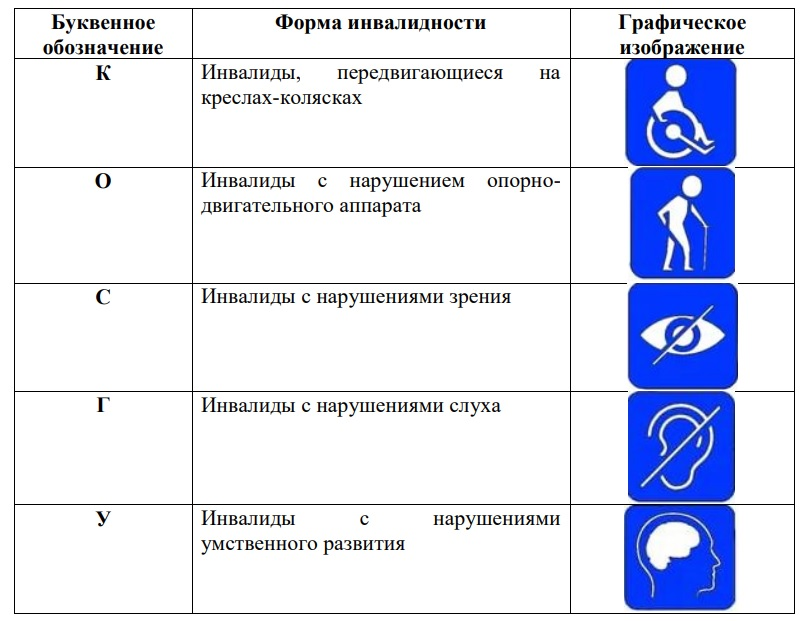 Буквенное обозначение
Форма инвалидности
Графическое изображение
К
Инвалиды, передвигающиеся на
креслах-колясках
О
Инвалиды с нарушением опорно-
двигательного аппарата
С
Инвалиды с нарушениями зрения
Г
Инвалиды с нарушениями слуха
У
Инвалиды с нарушениями
умственного развития